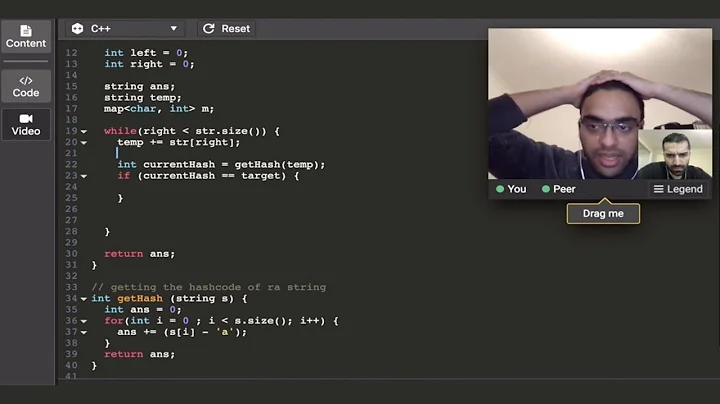 Content
Code
Video
C++
Reset
12 int left = 0;
13 int right = 0;
14
15 string ans;
16 string temp;
17 map<char, int> m;
18
19 while(right < str.size()) {
20 temp += str[right];
21
22 int currentHash = getHash(temp);
23 if (currentHash == target) {
24
25 }
26
27
28 }
29
30 return ans;
31 }
32
33 // getting the hashcode of ra string
34 int getHash (string s) {
35 int ans = 0;
36 for(int i = 0 ; i < s.size(); i++) {
37 ans += (s[i] - 'a');
38 }
39 return ans;
40 }
41
You
Peer
Legend
Drag me